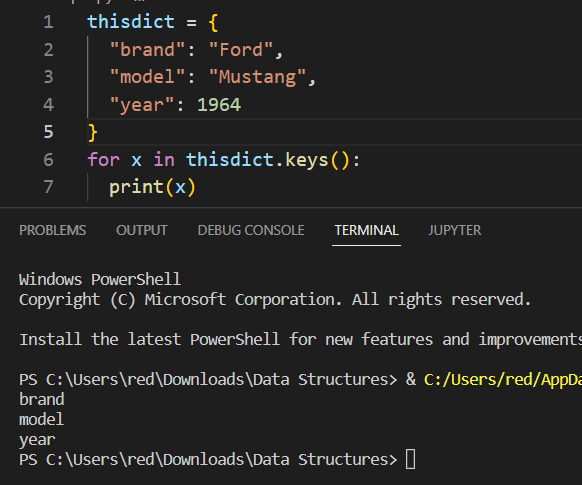 1 thisdict = {
2 "brand": "Ford",
3 "model": "Mustang",
4 "year": 1964
5 }
6 for x in thisdict.keys():
7 print(x)
PROBLEMS OUTPUT DEBUG CONSOLE TERMINAL JUPYTER
Windows PowerShell
Copyright (C) Microsoft Corporation. All rights reserved.
Install the latest PowerShell for new features and improvements
PS C:\Users\red\Downloads\Data Structures> & C:/Users/red/AppDa
brand
model
year
PS C:\Users\red\Downloads\Data Structures>